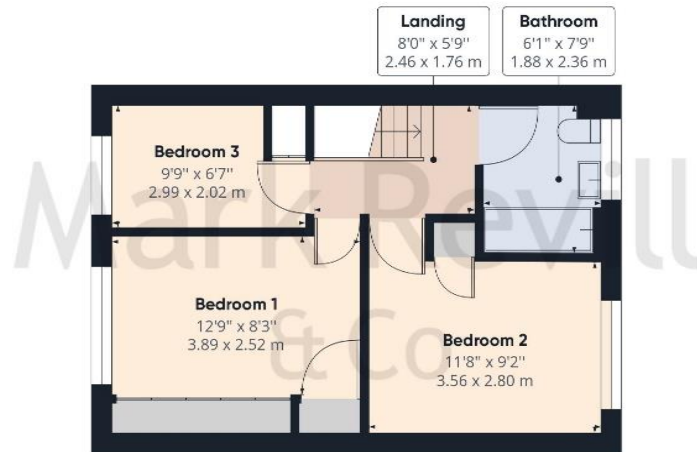 Landing
8'0" x 5'9"
2.46 x 1.76 m
Bathroom
6'1" x 7'9"
1.88 x 2.36 m
Bedroom 3
9'9" x 6'7"
2.99 x 2.02 m
Mark Revill
& Co
Bedroom 1
12'9" x 8'3"
3.89 x 2.52 m
Bedroom 2
11'8" x 9'2"
3.56 x 2.80 m